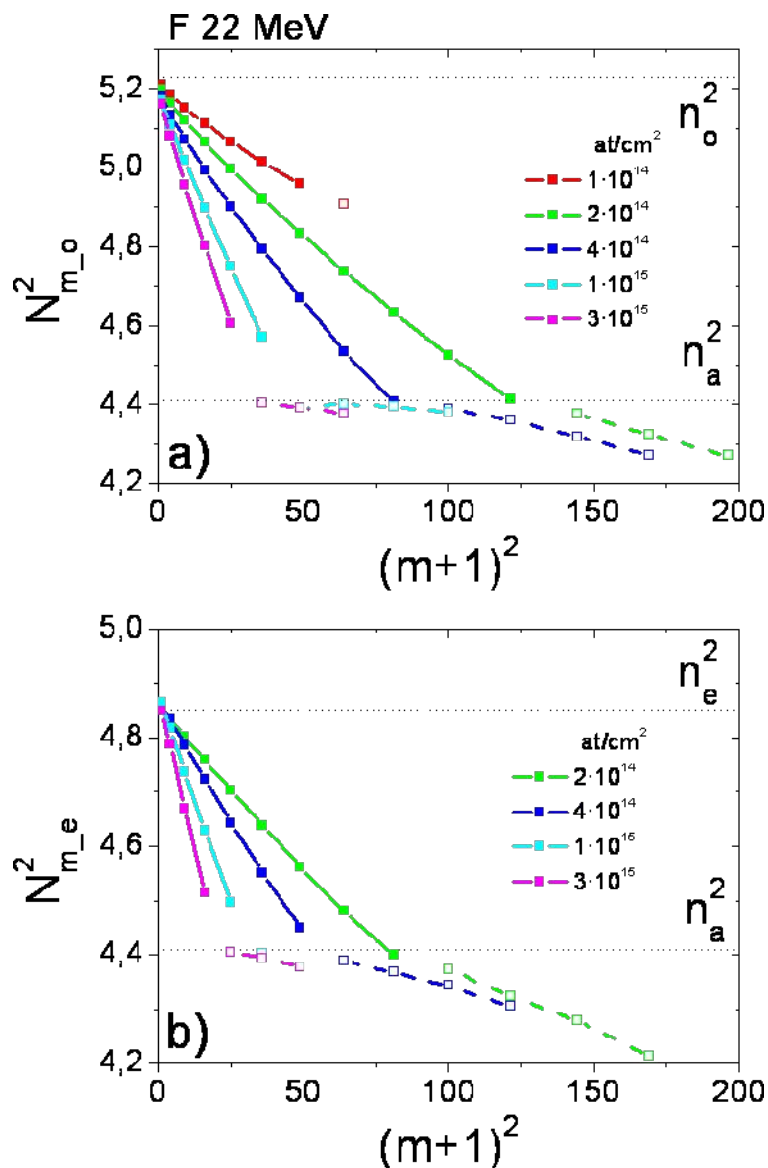 F 22 MeV
5,2
5,0
4,8
4,6
4,4
4,2
N²m_o
n²o
at/cm²
1·10¹⁴
2·10¹⁴
4·10¹⁴
1·10¹⁵
3·10¹⁵
n²a
a)
0 50 100 150 200
(m+1)²
5,0
4,8
4,6
4,4
4,2
N²m_e
n²e
at/cm²
2·10¹⁴
4·10¹⁴
1·10¹⁵
3·10¹⁵
n²a
b)
0 50 100 150 200
(m+1)²